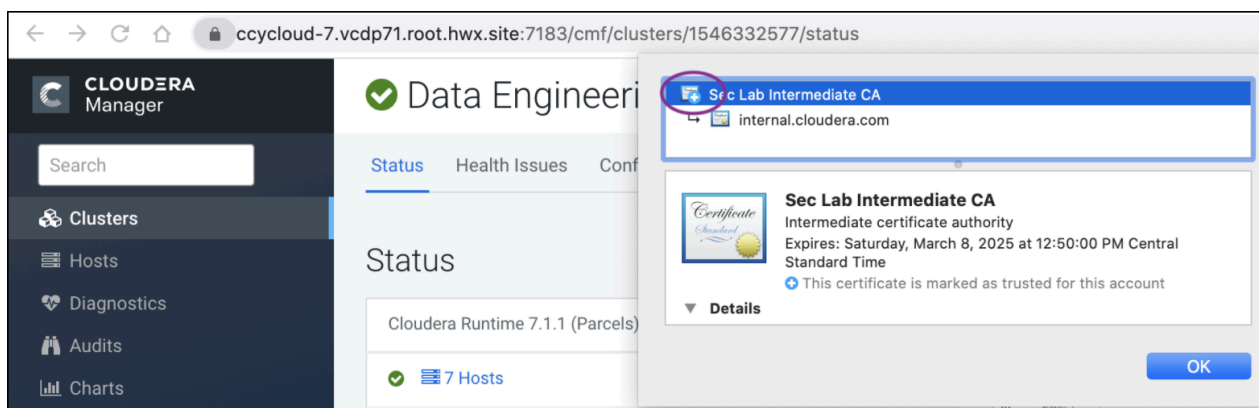 ccycloud-7.vcdp71.root.hwx.site:7183/cmf/clusters/1546332577/status
CLOUDERA
Manager
Search
Clusters
Hosts
Diagnostics
Audits
Charts
Data Engineeri
Status Health Issues Conf
Status
Cloudera Runtime 7.1.1 (Parcels)
7 Hosts
Sec Lab Intermediate CA
internal.cloudera.com
Certificate
Standard
Sec Lab Intermediate CA
Intermediate certificate authority
Expires: Saturday, March 8, 2025 at 12:50:00 PM Central
Standard Time
This certificate is marked as trusted for this account
Details
OK